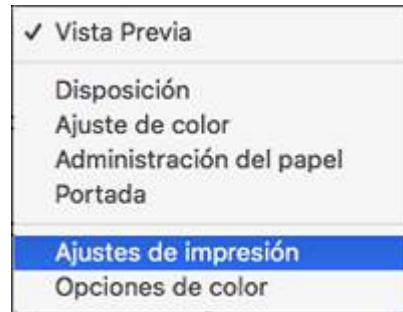 ✓ Vista Previa
Disposición
Ajuste de color
Administración del papel
Portada
Ajustes de impresión
Opciones de color